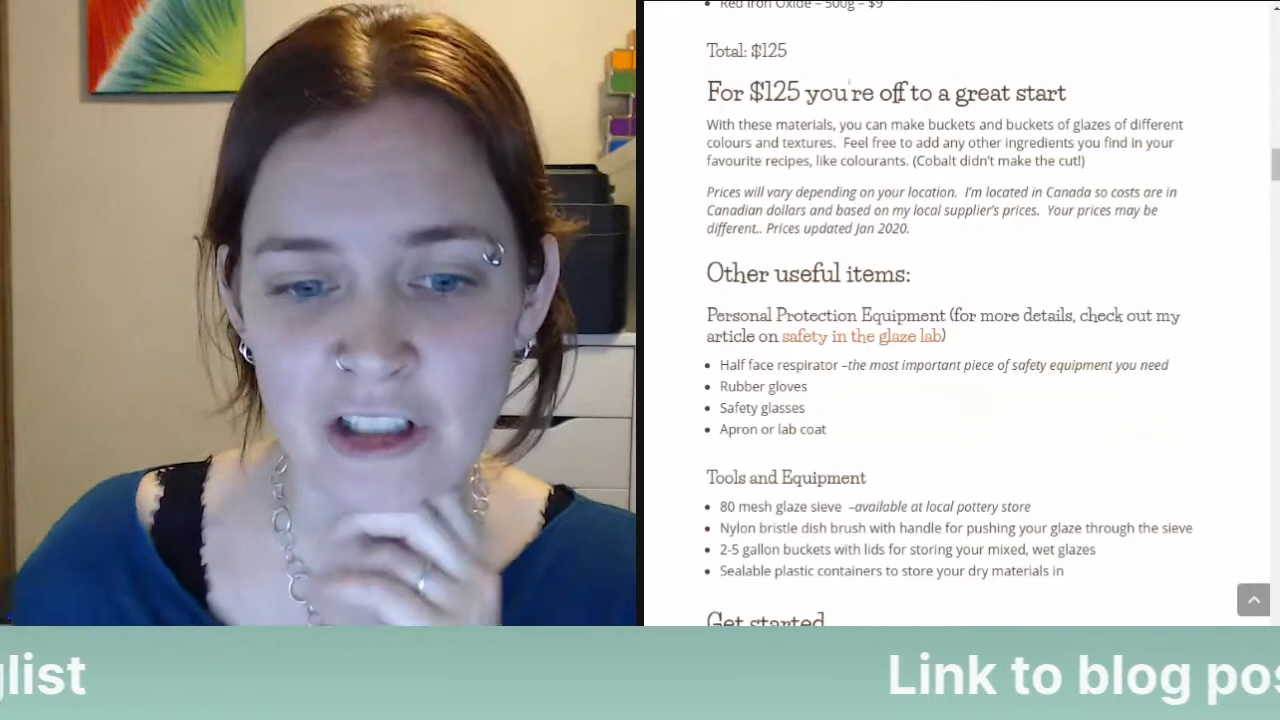 Red Iron Oxide – 500g – $9
Total: $125
For $125 you're off to a great start
With these materials, you can make buckets and buckets of glazes of different
colours and textures.  Feel free to add any other ingredients you find in your
favourite recipes, like colourants. (Cobalt didn't make the cut!)
Prices will vary depending on your location.  I'm located in Canada so costs are in
Canadian dollars and based on my local supplier's prices.  Your prices may be
different.. Prices updated Jan 2020.
Other useful items:
Personal Protection Equipment (for more details, check out my
article on safety in the glaze lab)
Half face respirator –the most important piece of safety equipment you need
Rubber gloves
Safety glasses
Apron or lab coat
Tools and Equipment
80 mesh glaze sieve  –available at local pottery store
Nylon bristle dish brush with handle for pushing your glaze through the sieve
2-5 gallon buckets with lids for storing your mixed, wet glazes
Sealable plastic containers to store your dry materials in
Get started
glist Link to blog pos